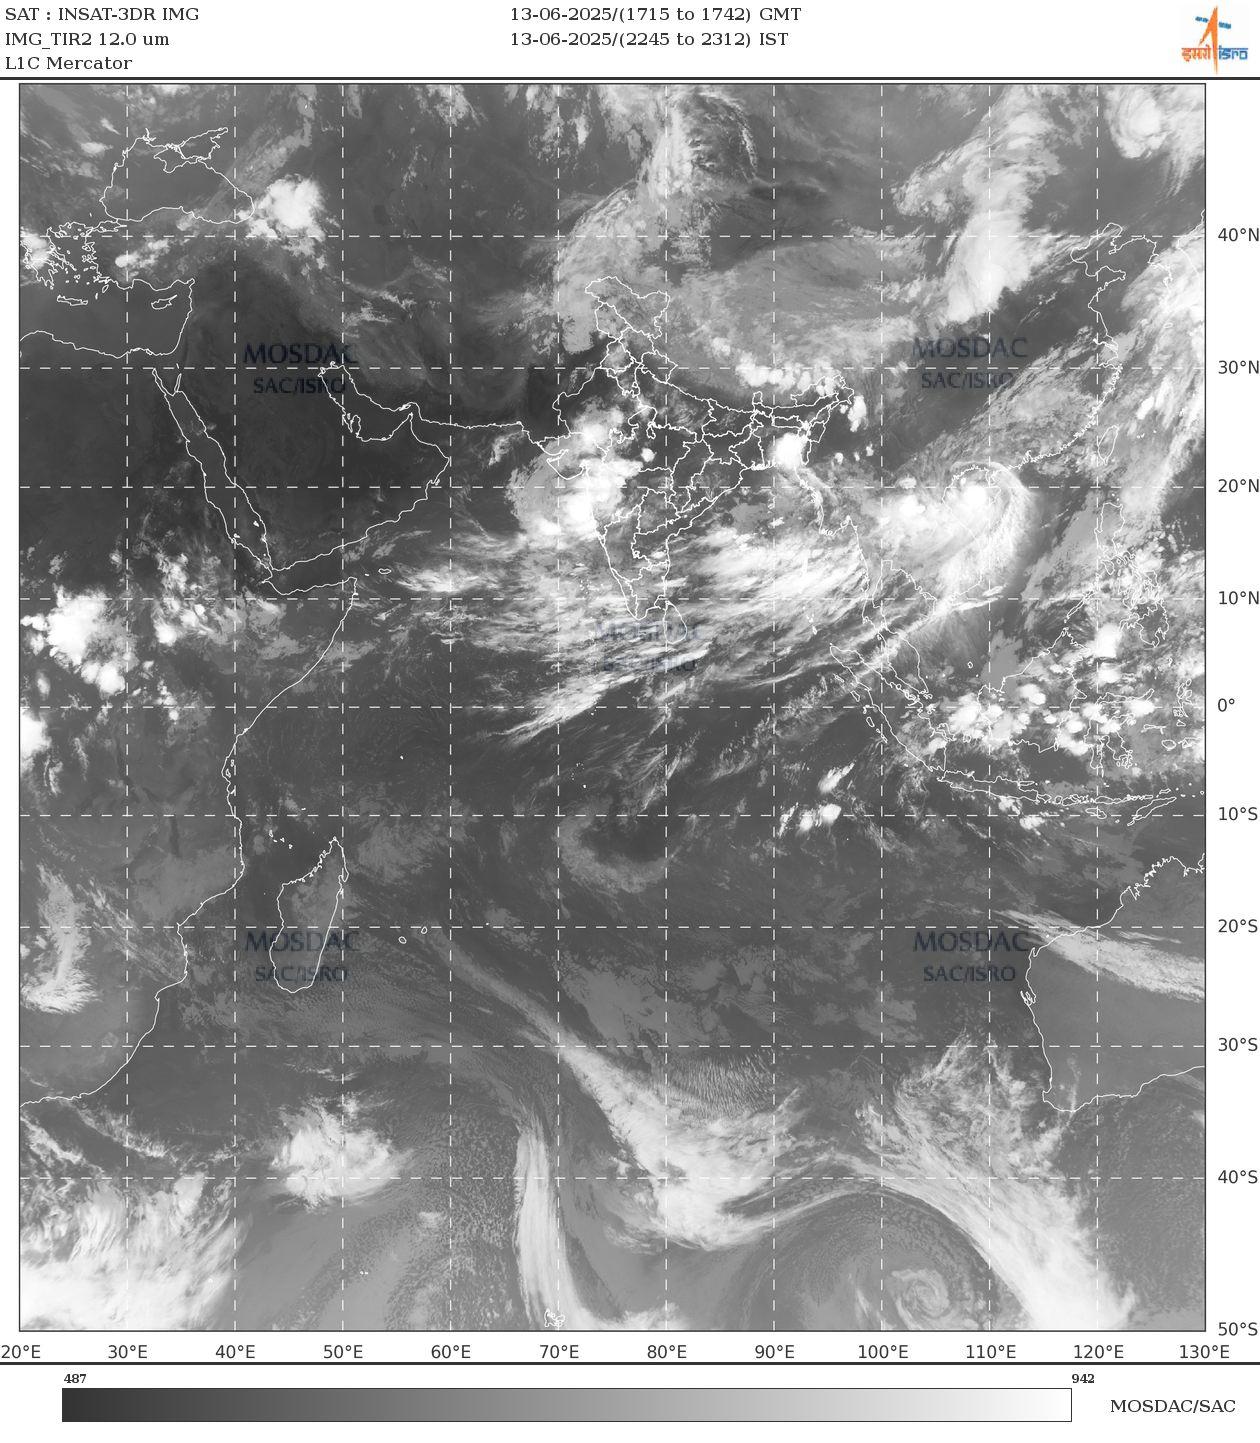 SAT : INSAT-3DR IMG
13-06-2025/(1715 to 1742) GMT
IMG_TIR2 12.0 um
13-06-2025/(2245 to 2312) IST
L1C Mercator
इसरो isro
40°N
MOSDAC
SAC/ISRO
MOSDAC
SAC/ISRO
30°N
20°N
10°N
MOSDAC
SAC/ISRO
0°
10°S
20°S
MOSDAC
SAC/ISRO
MOSDAC
SAC/ISRO
30°S
40°S
50°S
20°E 30°E 40°E 50°E 60°E 70°E 80°E 90°E 100°E 110°E 120°E 130°E
487
942
MOSDAC/SAC